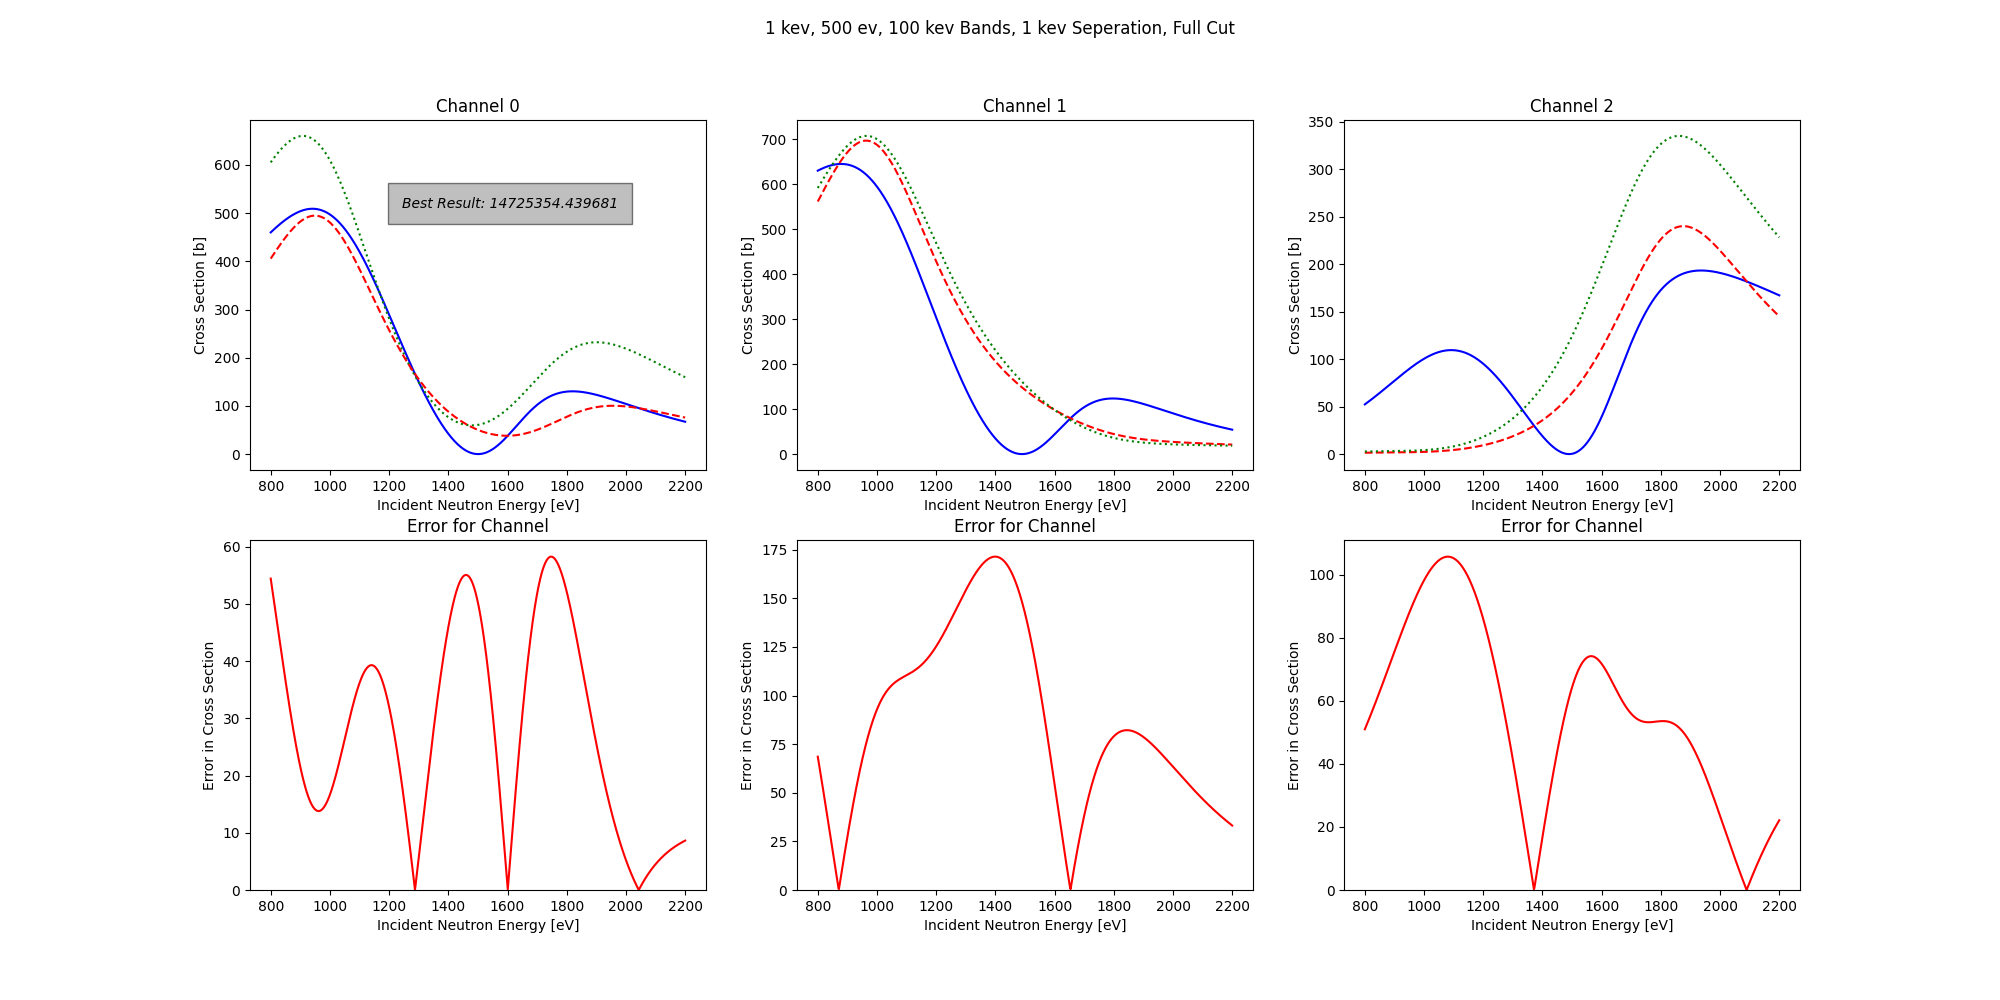 1 kev, 500 ev, 100 kev Bands, 1 kev Seperation, Full Cut
Channel 0
Cross Section [b]
600
500
400
300
200
100
0
Best Result: 14725354.439681
800 1000 1200 1400 1600 1800 2000 2200
Incident Neutron Energy [eV]
Channel 1
Cross Section [b]
700
600
500
400
300
200
100
0
800 1000 1200 1400 1600 1800 2000 2200
Incident Neutron Energy [eV]
Channel 2
Cross Section [b]
350
300
250
200
150
100
50
0
800 1000 1200 1400 1600 1800 2000 2200
Incident Neutron Energy [eV]
Error for Channel
Error in Cross Section
60
50
40
30
20
10
0
800 1000 1200 1400 1600 1800 2000 2200
Incident Neutron Energy [eV]
Error for Channel
Error in Cross Section
175
150
125
100
75
50
25
0
800 1000 1200 1400 1600 1800 2000 2200
Incident Neutron Energy [eV]
Error for Channel
Error in Cross Section
100
80
60
40
20
0
800 1000 1200 1400 1600 1800 2000 2200
Incident Neutron Energy [eV]